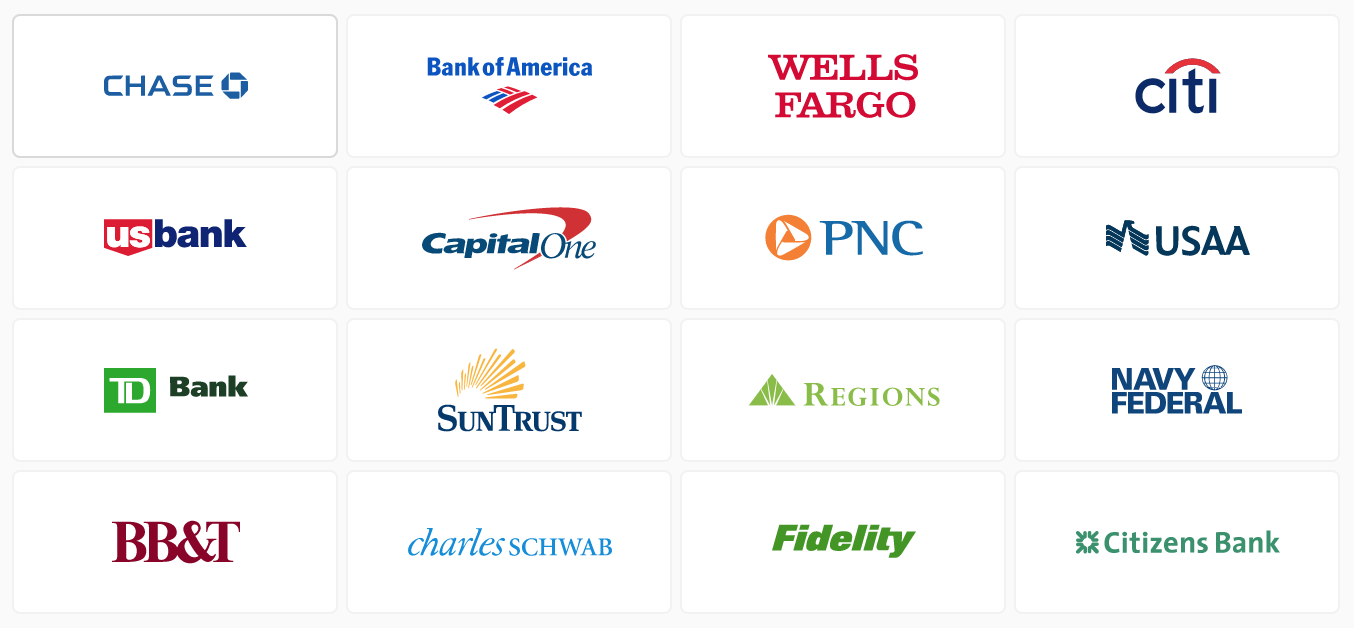 CHASE
Bank of America
WELLS
FARGO
citi
usbank
CapitalOne
PNC
USAA
TD Bank
SUNTRUST
REGIONS
NAVY
FEDERAL
BB&T
charles SCHWAB
Fidelity
Citizens Bank